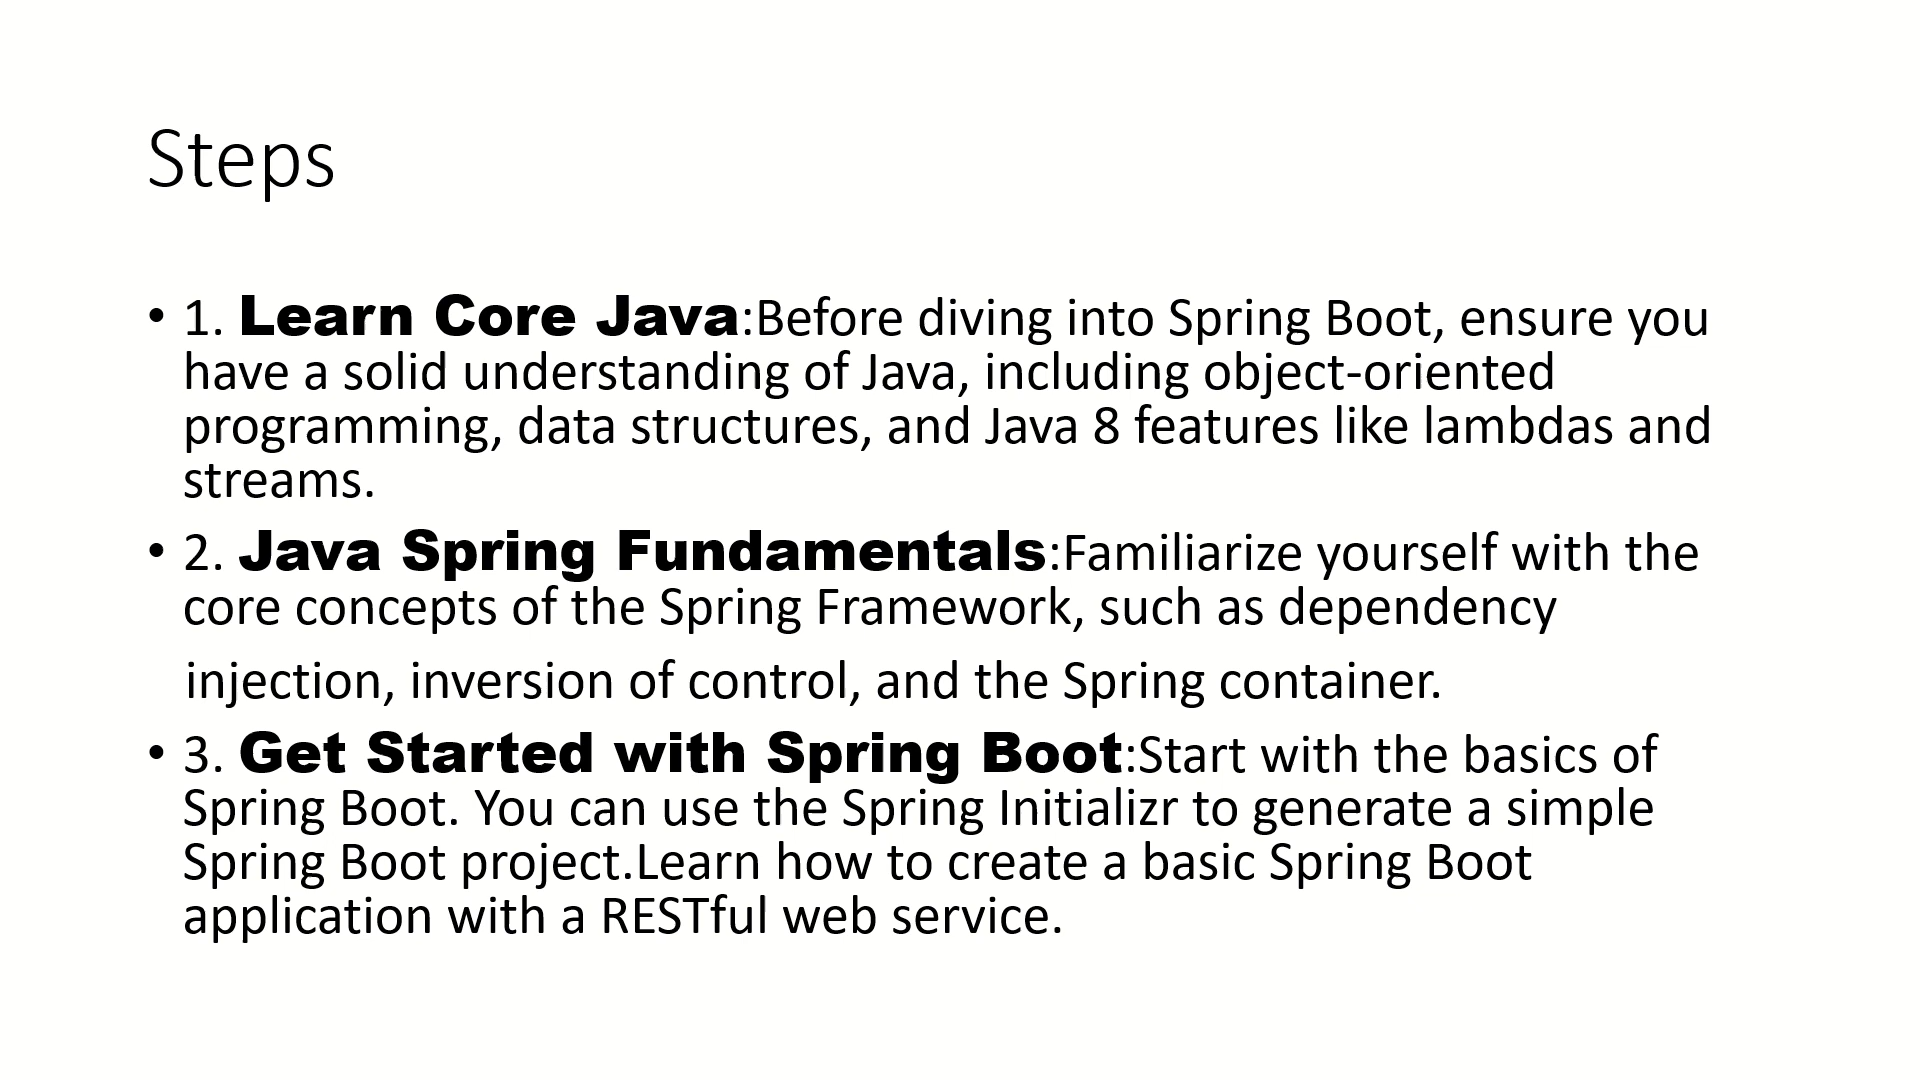 Steps
• 1. Learn Core Java:Before diving into Spring Boot, ensure you
have a solid understanding of Java, including object-oriented
programming, data structures, and Java 8 features like lambdas and
streams.
• 2. Java Spring Fundamentals:Familiarize yourself with the
core concepts of the Spring Framework, such as dependency
injection, inversion of control, and the Spring container.
• 3. Get Started with Spring Boot:Start with the basics of
Spring Boot. You can use the Spring Initializr to generate a simple
Spring Boot project.Learn how to create a basic Spring Boot
application with a RESTful web service.